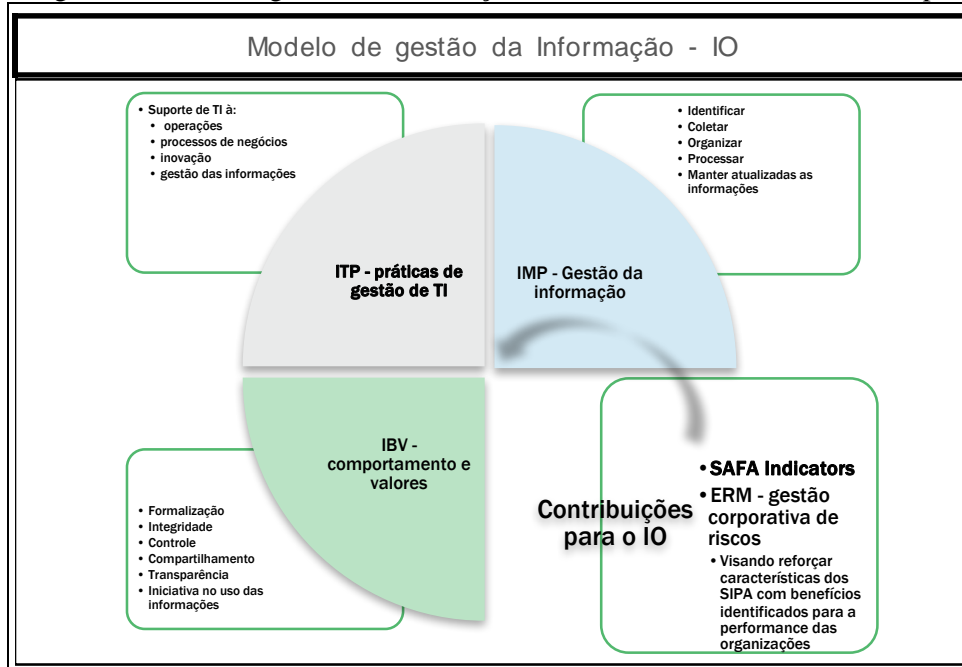 Modelo de gestão da Informação - IO
• Suporte de TI à:
• operações
• processos de negócios
• inovação
• gestão das informações
• Identificar
• Coletar
• Organizar
• Processar
• Manter atualizadas as
informações
ITP - práticas de
gestão de TI
IMP - Gestão da
informação
IBV -
comportamento e
valores
• Formalização
• Integridade
• Controle
• Compartilhamento
• Transparência
• Iniciativa no uso das
informações
Contribuições
para o IO
•SAFA Indicators
•ERM - gestão
corporativa de
riscos
• Visando reforçar
características dos
SIPA com benefícios
identificados para a
performance das
organizações